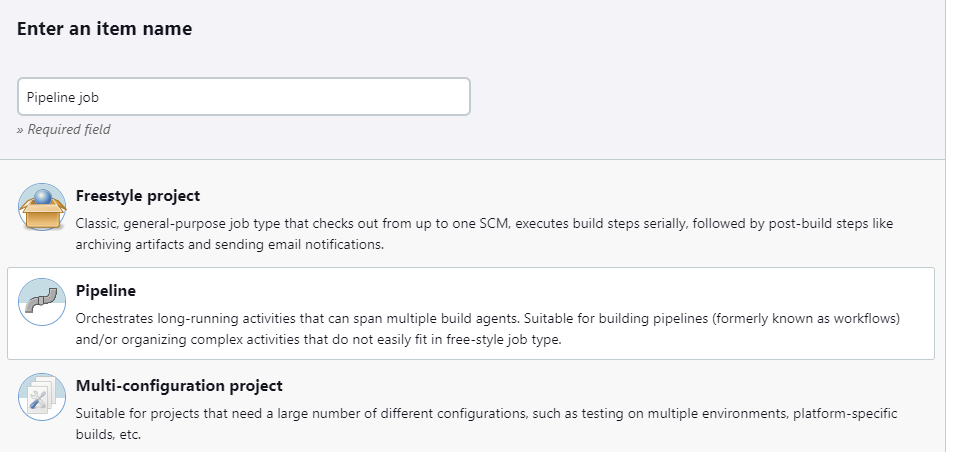 Enter an item name
Pipeline job
» Required field
Freestyle project
Classic, general-purpose job type that checks out from up to one SCM, executes build steps serially, followed by post-build steps like
archiving artifacts and sending email notifications.
Pipeline
Orchestrates long-running activities that can span multiple build agents. Suitable for building pipelines (formerly known as workflows)
and/or organizing complex activities that do not easily fit in free-style job type.
Multi-configuration project
Suitable for projects that need a large number of different configurations, such as testing on multiple environments, platform-specific
builds, etc.